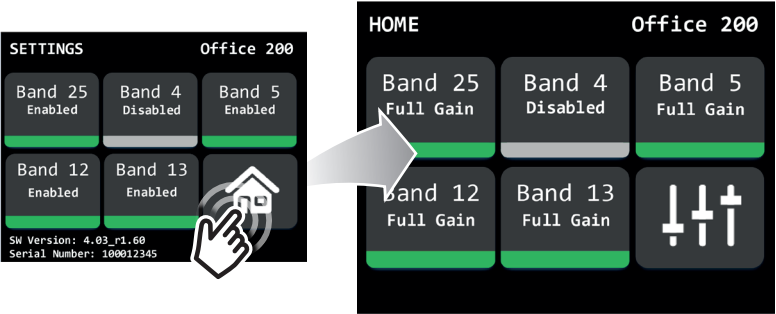 SETTINGS Office 200
Band 25 Band 4 Band 5
Enabled Disabled Enabled
Band 12 Band 13
Enabled Enabled
SW Version: 4.03_r1.60
Serial Number: 100012345
HOME Office 200
Band 25 Band 4 Band 5
Full Gain Disabled Full Gain
Band 12 Band 13
Full Gain Full Gain